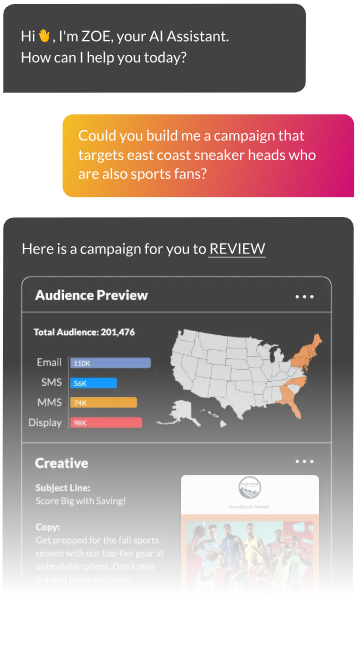 Hi👋, I'm ZOE, your AI Assistant.
How can I help you today?
Could you build me a campaign that
targets east coast sneaker heads who
are also sports fans?
Here is a campaign for you to REVIEW
Audience Preview
Total Audience: 201,476
Email 110K
SMS 56K
MMS 74K
Display 98K
Creative
Subject Line:
Score Big with Saving!
Copy:
Get prepped for the fall sports
season with our top-tier gear at
unbeatable prices. Don't miss